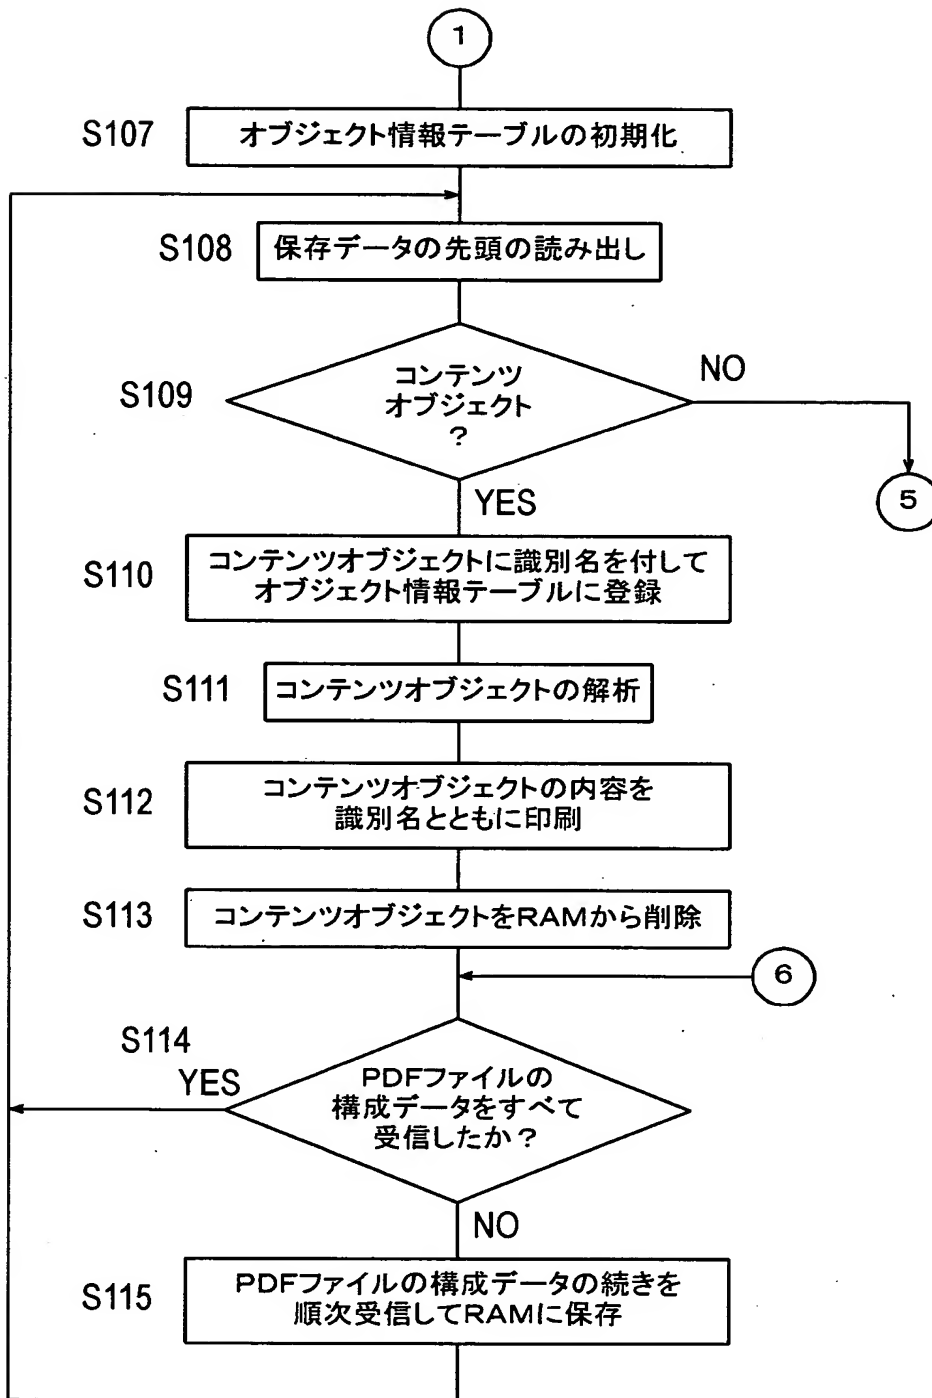 1
S107
オブジェクト情報テーブルの初期化
S108
保存データの先頭の読み出し
S109
コンテンツ
オブジェクト
?
NO
5
YES
S110
コンテンツオブジェクトに識別名を付して
オブジェクト情報テーブルに登録
S111
コンテンツオブジェクトの解析
S112
コンテンツオブジェクトの内容を
識別名とともに印刷
S113
コンテンツオブジェクトをRAMから削除
6
S114
YES
PDFファイルの
構成データをすべて
受信したか?
NO
S115
PDFファイルの構成データの続きを
順次受信してRAMに保存